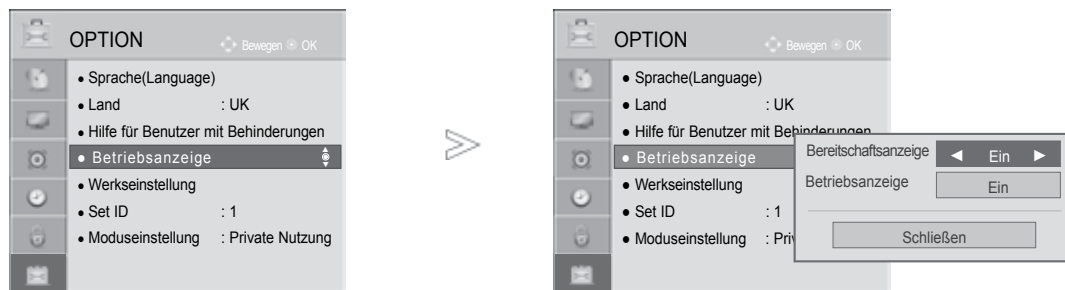 OPTION
Bewegen OK
• Sprache(Language)
• Land : UK
• Hilfe für Benutzer mit Behinderungen
• Betriebsanzeige
• Werkseinstellung
• Set ID : 1
• Moduseinstellung : Private Nutzung
OPTION
Bewegen OK
• Sprache(Language)
• Land : UK
• Hilfe für Benutzer mit Behinderungen
• Betriebsanzeige
• Werkseinstellung
• Set ID : 1
• Moduseinstellung : Priv
Bereitschaftsanzeige ◄ Ein ►
Betriebsanzeige Ein
Schließen